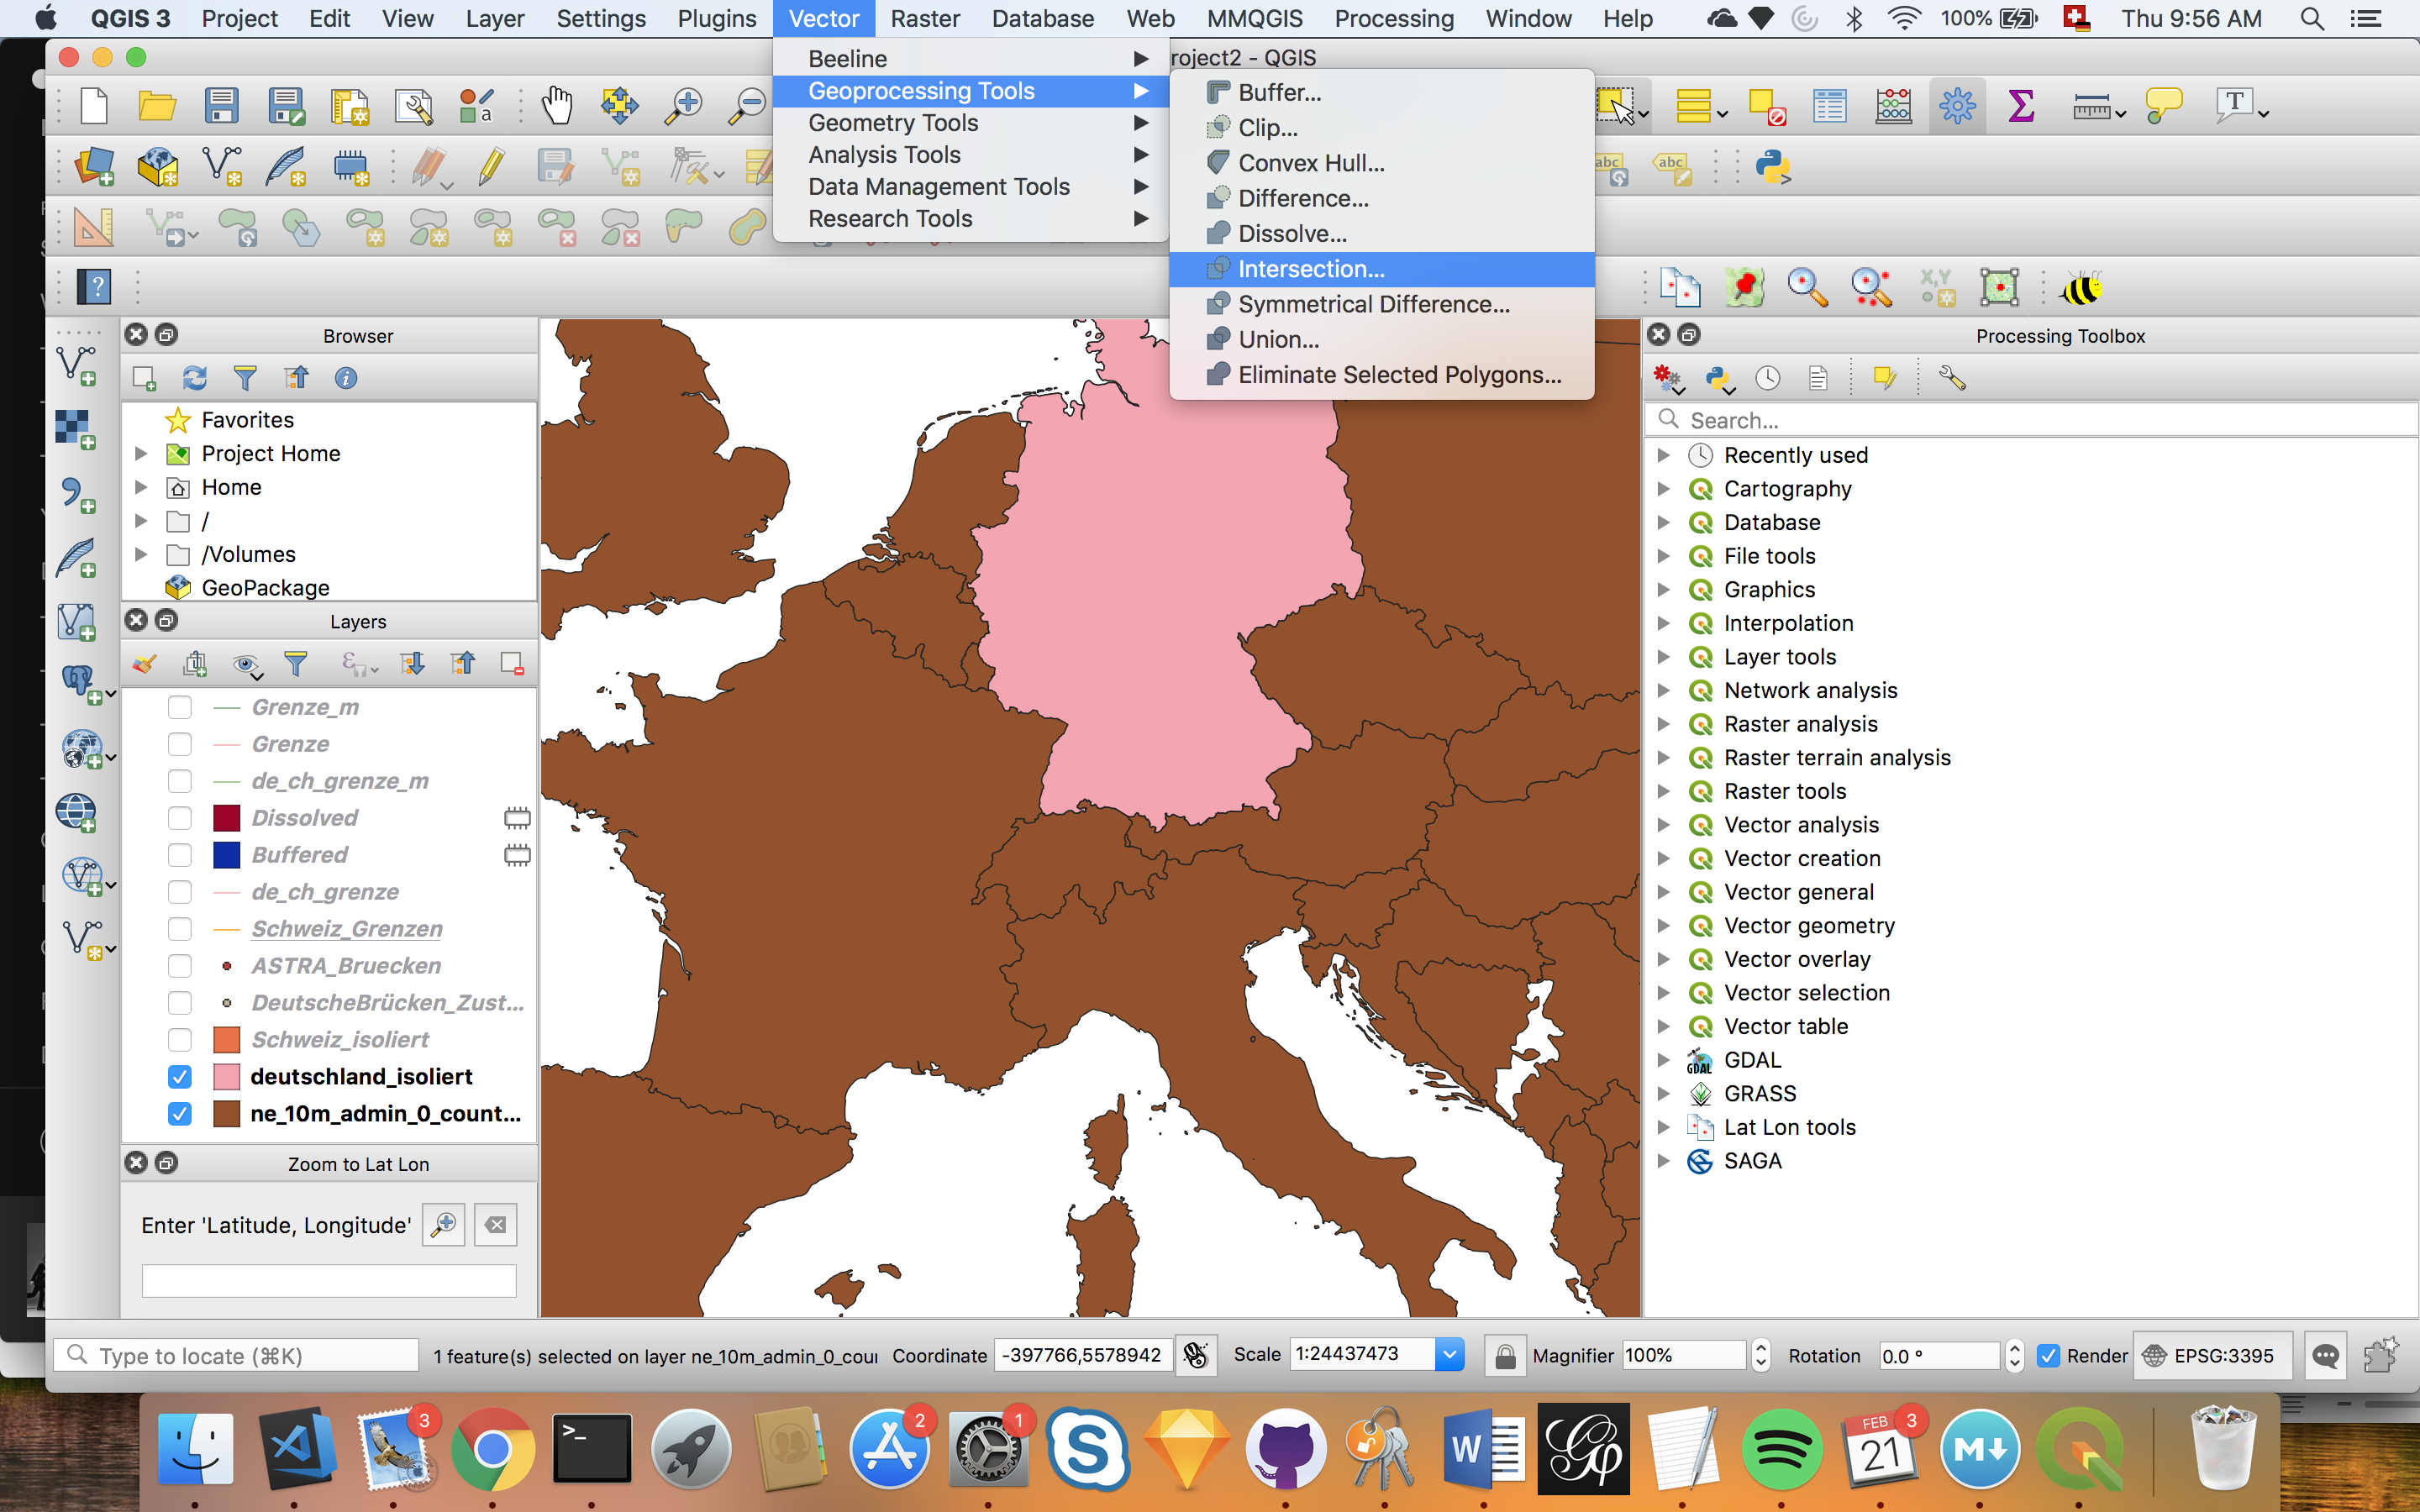 QGIS 3 Project Edit View Layer Settings Plugins Vector Raster Database Web MMQGIS Processing Window Help 100% Thu 9:56 AM
roject2 - QGIS
Beeline
Geoprocessing Tools
Geometry Tools
Analysis Tools
Data Management Tools
Research Tools
Buffer...
Clip...
Convex Hull...
Difference...
Dissolve...
Intersection...
Symmetrical Difference...
Union...
Eliminate Selected Polygons...
a
T
abc
abc
?
X,Y
Browser
Favorites
Project Home
Home
/
/Volumes
GeoPackage
Layers
Grenze_m
Grenze
de_ch_grenze_m
Dissolved
Buffered
de_ch_grenze
Schweiz_Grenzen
ASTRA_Bruecken
DeutscheBrücken_Zust...
Schweiz_isoliert
deutschland_isoliert
ne_10m_admin_0_count...
Zoom to Lat Lon
Enter 'Latitude, Longitude'
Processing Toolbox
Search...
Recently used
Cartography
Database
File tools
Graphics
Interpolation
Layer tools
Network analysis
Raster analysis
Raster terrain analysis
Raster tools
Vector analysis
Vector creation
Vector general
Vector geometry
Vector overlay
Vector selection
Vector table
GDAL GDAL
GRASS
Lat Lon tools
SAGA
Type to locate (⌘K) 1 feature(s) selected on layer ne_10m_admin_0_cou Coordinate -397766,5578942 Scale 1:24437473 Magnifier 100% Rotation 0.0 ° Render EPSG:3395
3
>_
2
1
S
W
Gp
FEB
21
3
M